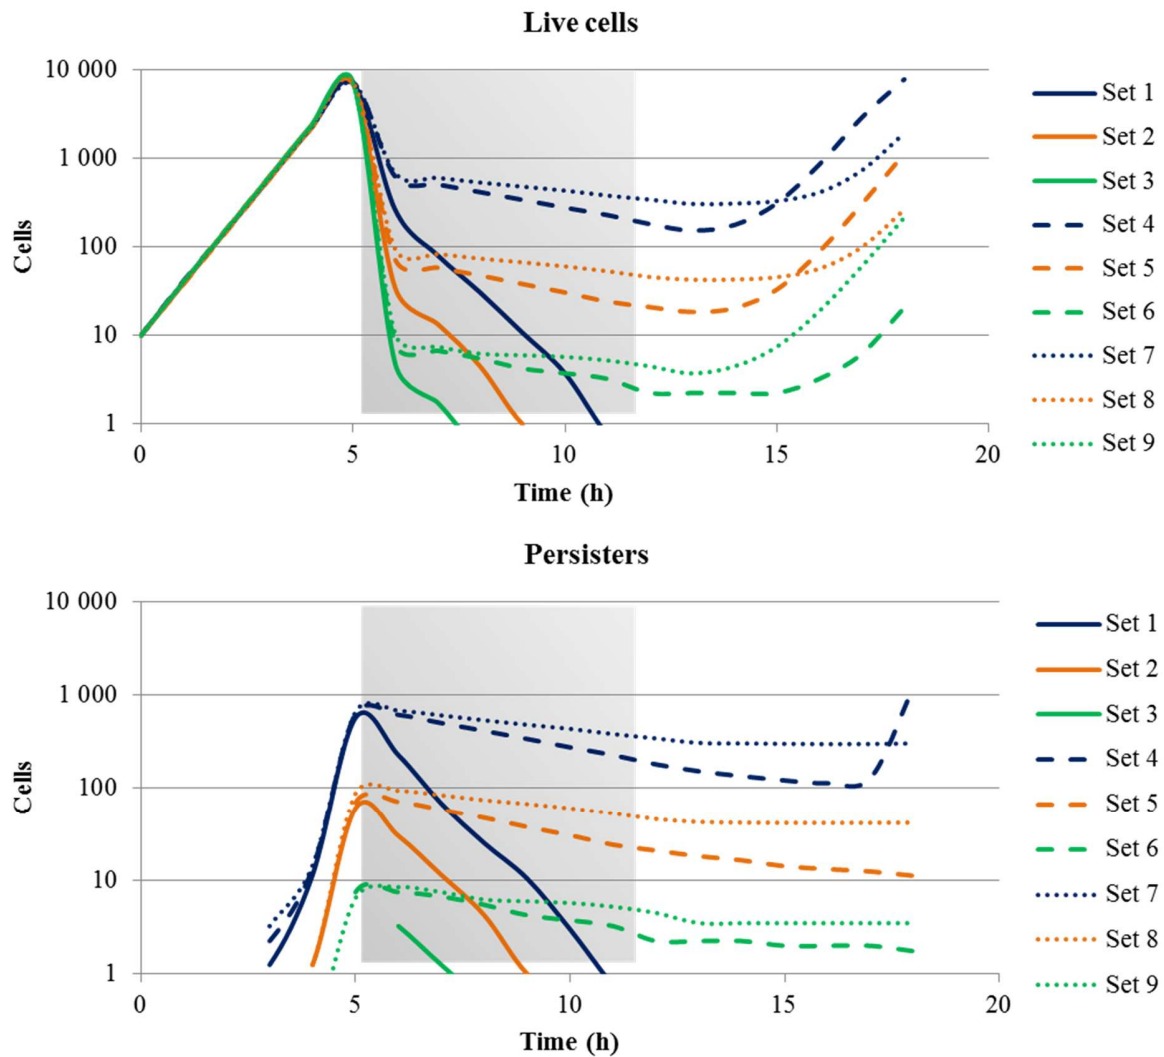 Live cells
10 000
1 000
100
10
1
Cells
0
5
10
15
20
Time (h)
Set 1
Set 2
Set 3
Set 4
Set 5
Set 6
Set 7
Set 8
Set 9
Persisters
10 000
1 000
100
10
1
Cells
0
5
10
15
20
Time (h)
Set 1
Set 2
Set 3
Set 4
Set 5
Set 6
Set 7
Set 8
Set 9